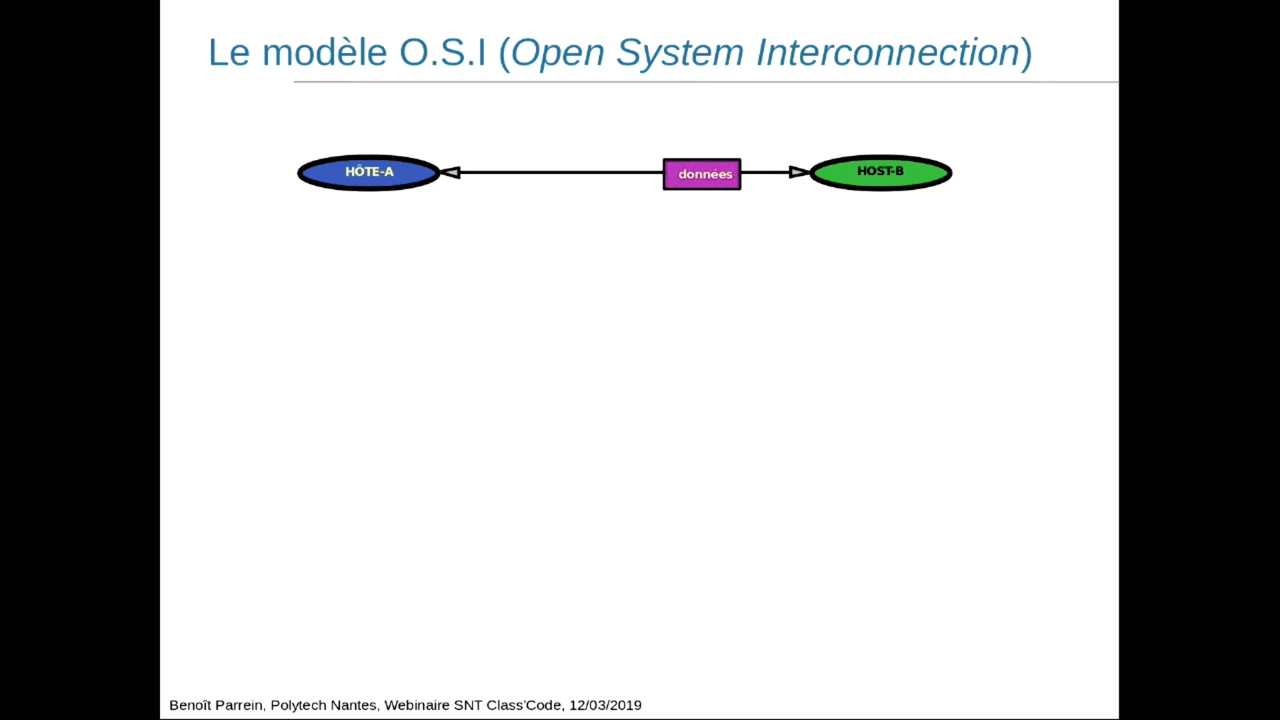 Le modèle O.S.I (Open System Interconnection)
HÔTE-A
données
HOST-B
Benoît Parrein, Polytech Nantes, Webinaire SNT Class'Code, 12/03/2019